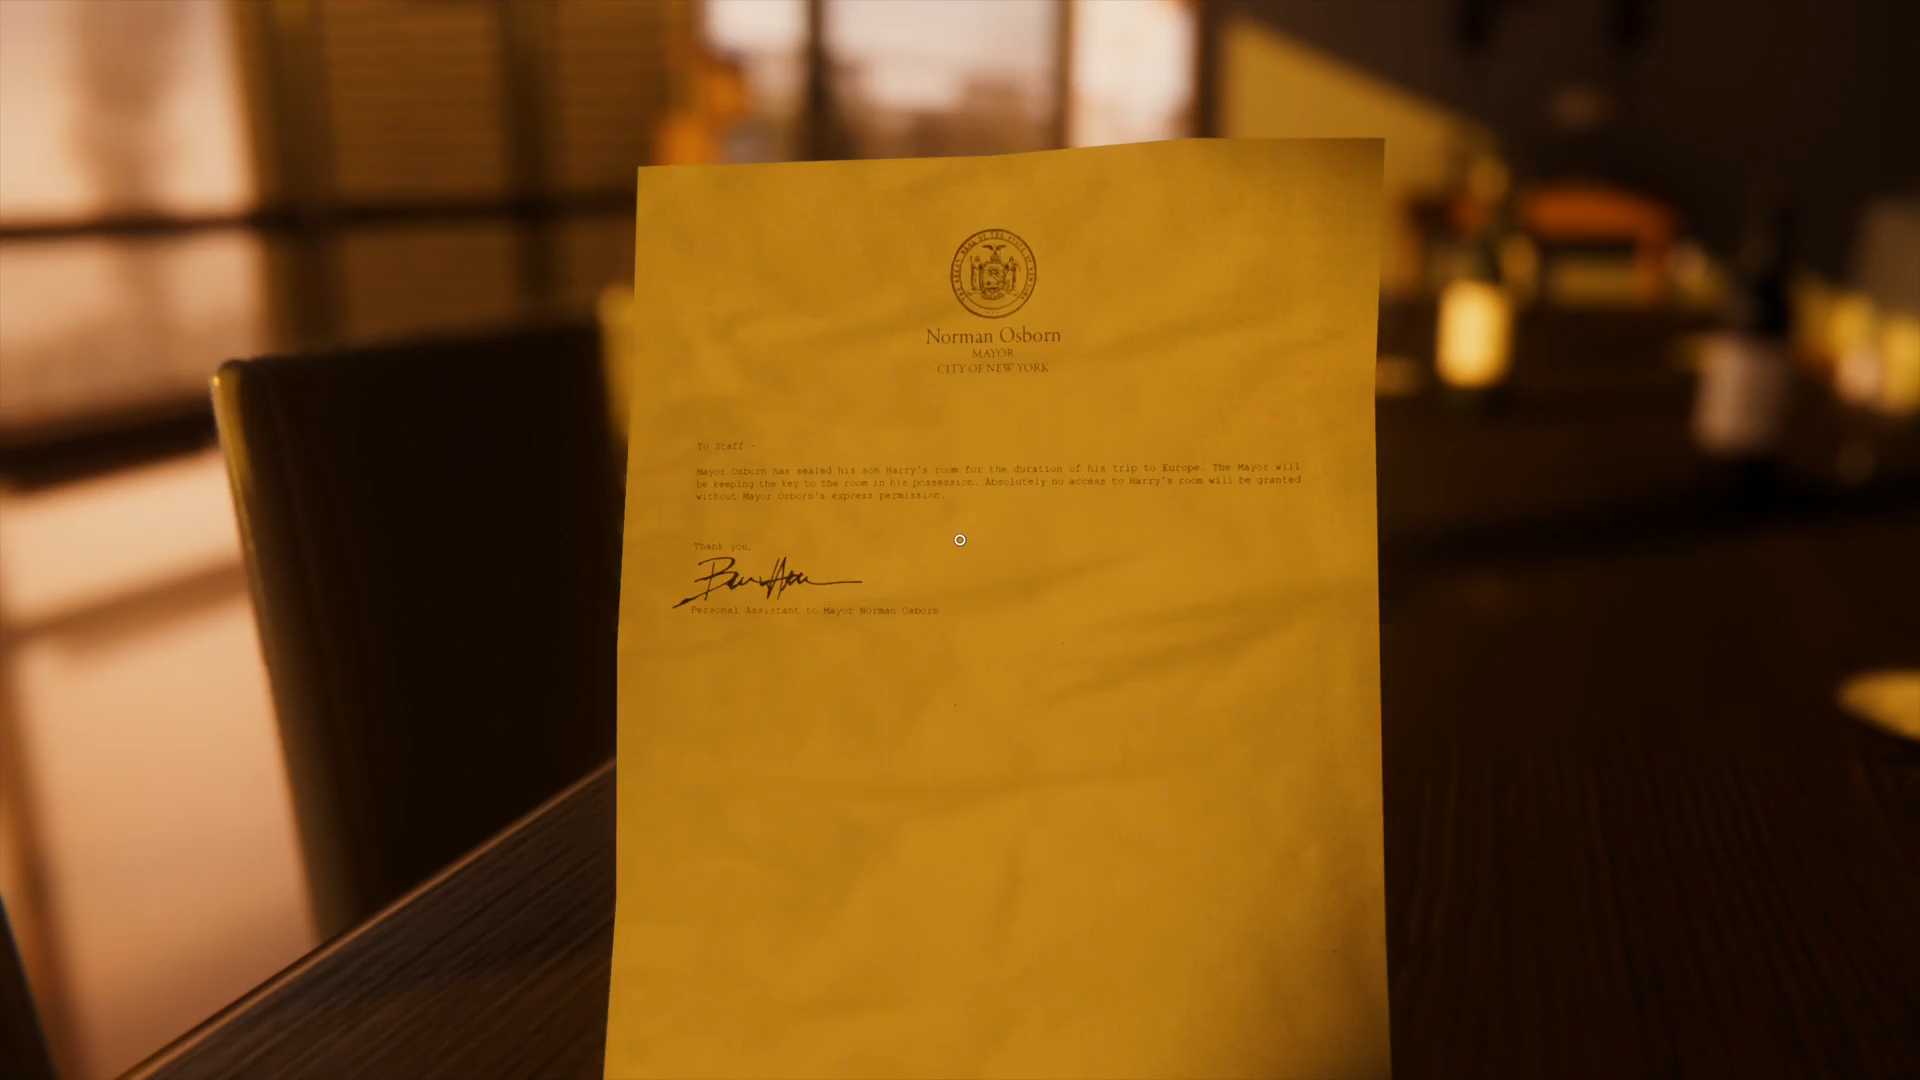 Norman Osborn
MAYOR
CITY OF NEW YORK
To Staff -
Mayor Osborn has sealed his son Harry's room for the duration of his trip to Europe. The Mayor will
be keeping the key to the room in his possession. Absolutely no access to Harry's room will be granted
without Mayor Osborn's express permission.
Thank you,
Personal Assistant to Mayor Norman Osborn